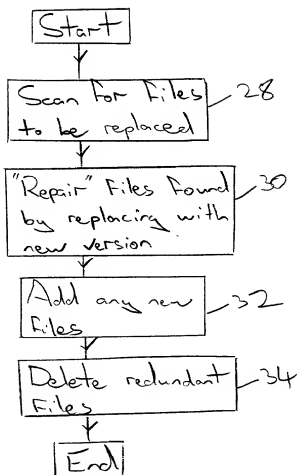 Start
Scan for files 28
to be replaced
"Repair" files found 30
by replacing with
new version.
Add any new 32
files
Delete redundant 34
files
End